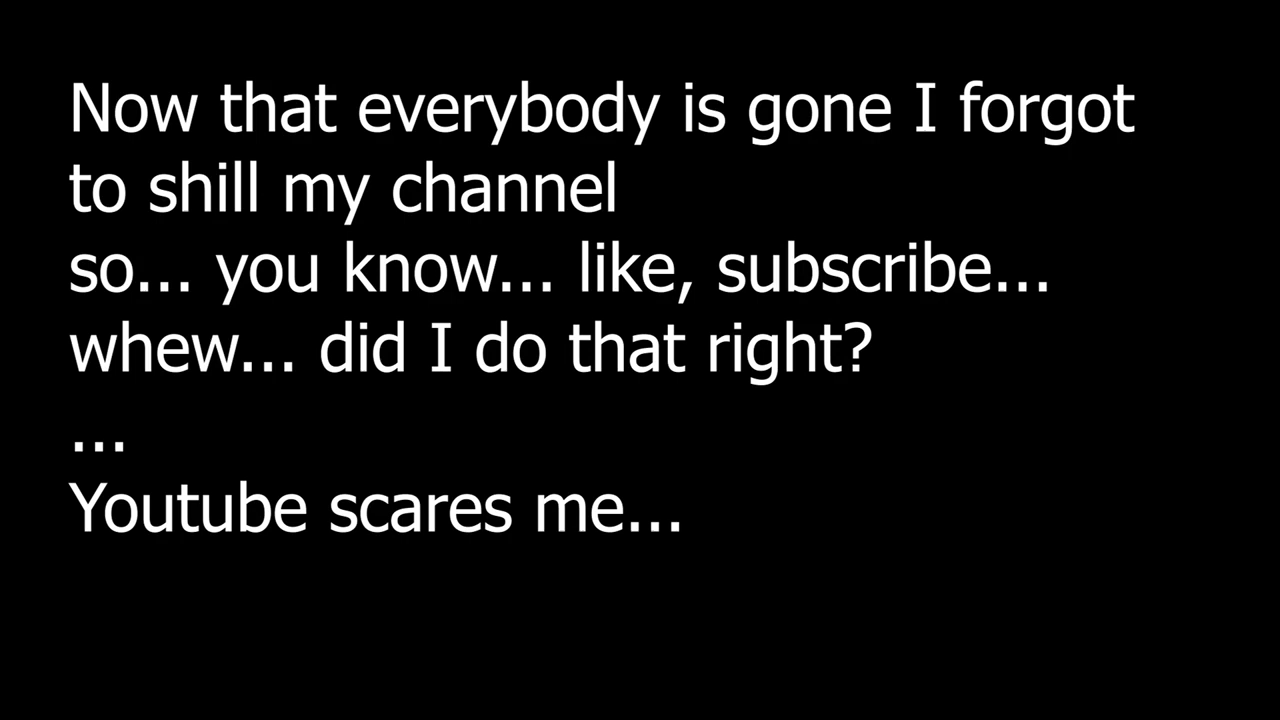 Now that everybody is gone I forgot
to shill my channel
so... you know... like, subscribe...
whew... did I do that right?
...
Youtube scares me...